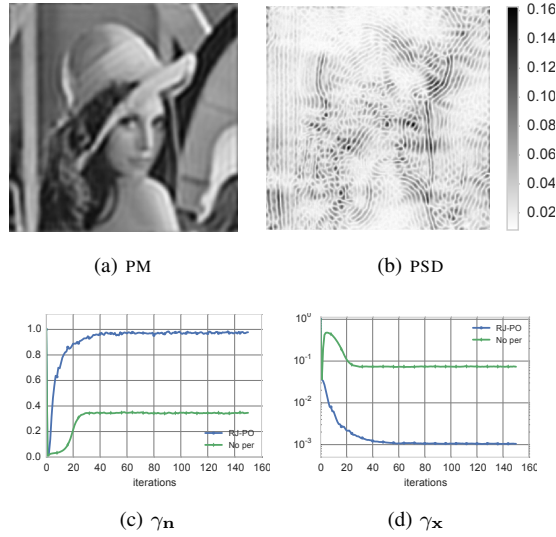 0.16
0.14
0.12
0.10
0.08
0.06
0.04
0.02
(a) PM
(b) PSD
1.0
0.8
0.6
0.4
0.2
0.0
0 20 40 60 80 100 120 140 160
iterations
RJ-PO
No per
(c) γn
10⁰
10⁻¹
10⁻²
10⁻³
0 20 40 60 80 100 120 140 160
iterations
RJ-PO
No per
(d) γx